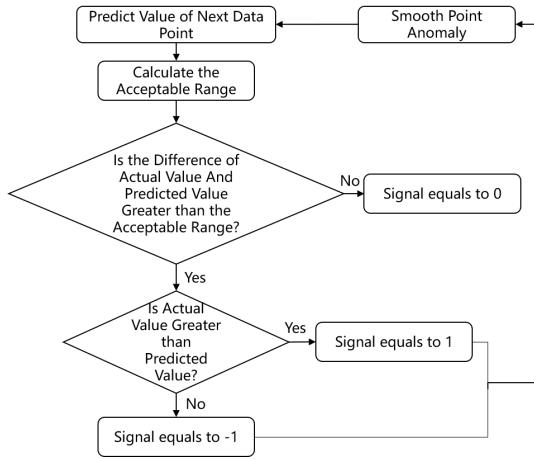 Predict Value of Next Data
Point
Smooth Point
Anomaly
Calculate the
Acceptable Range
Is the Difference of
Actual Value And
Predicted Value
Greater than the
Acceptable Range?
No
Signal equals to 0
Yes
Is Actual
Value Greater
than
Predicted
Value?
Yes
Signal equals to 1
No
Signal equals to -1